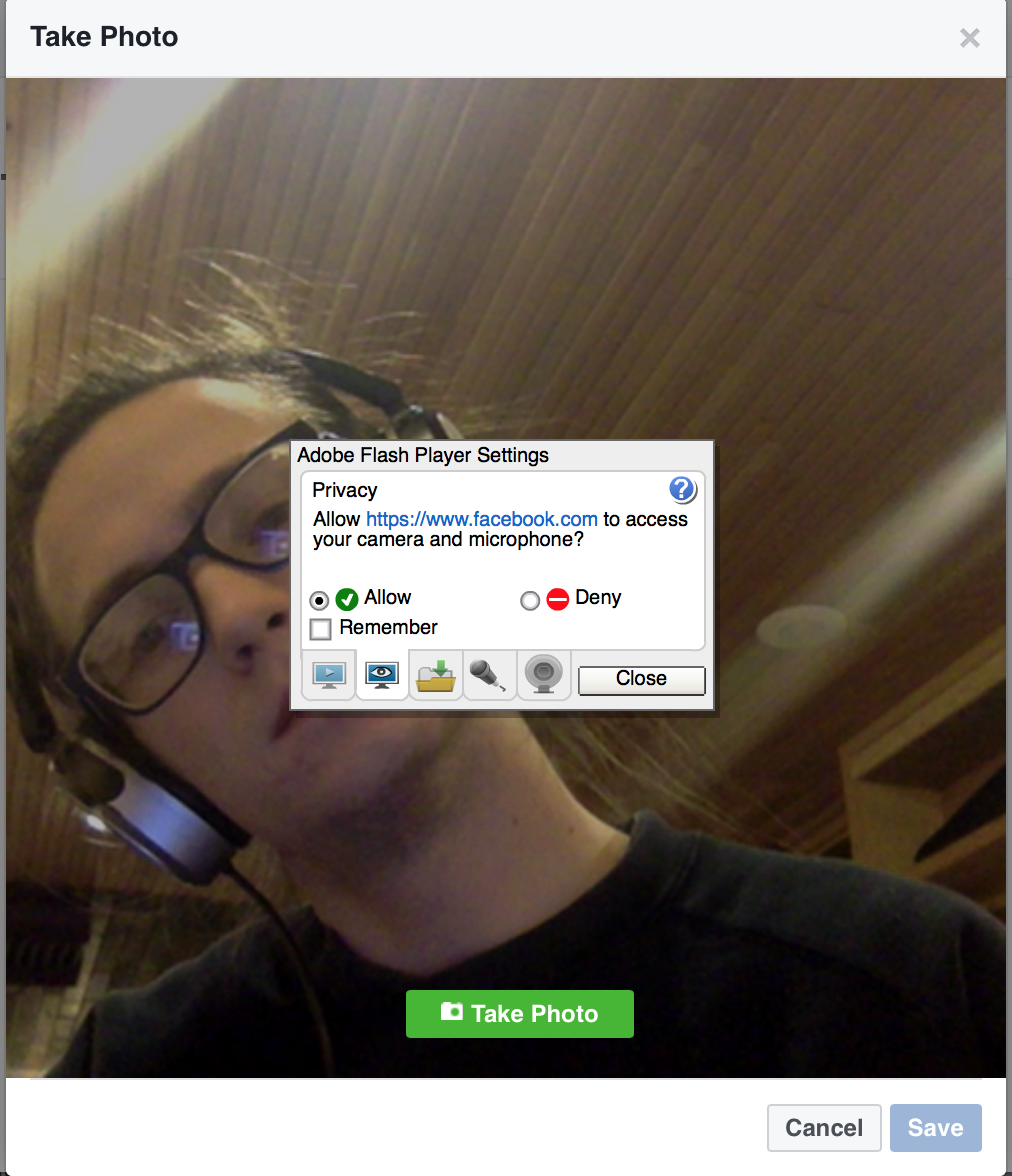 Take Photo
Adobe Flash Player Settings
Privacy
Allow https://www.facebook.com to access
your camera and microphone?
Allow
Deny
Remember
Close
Take Photo
Cancel
Save